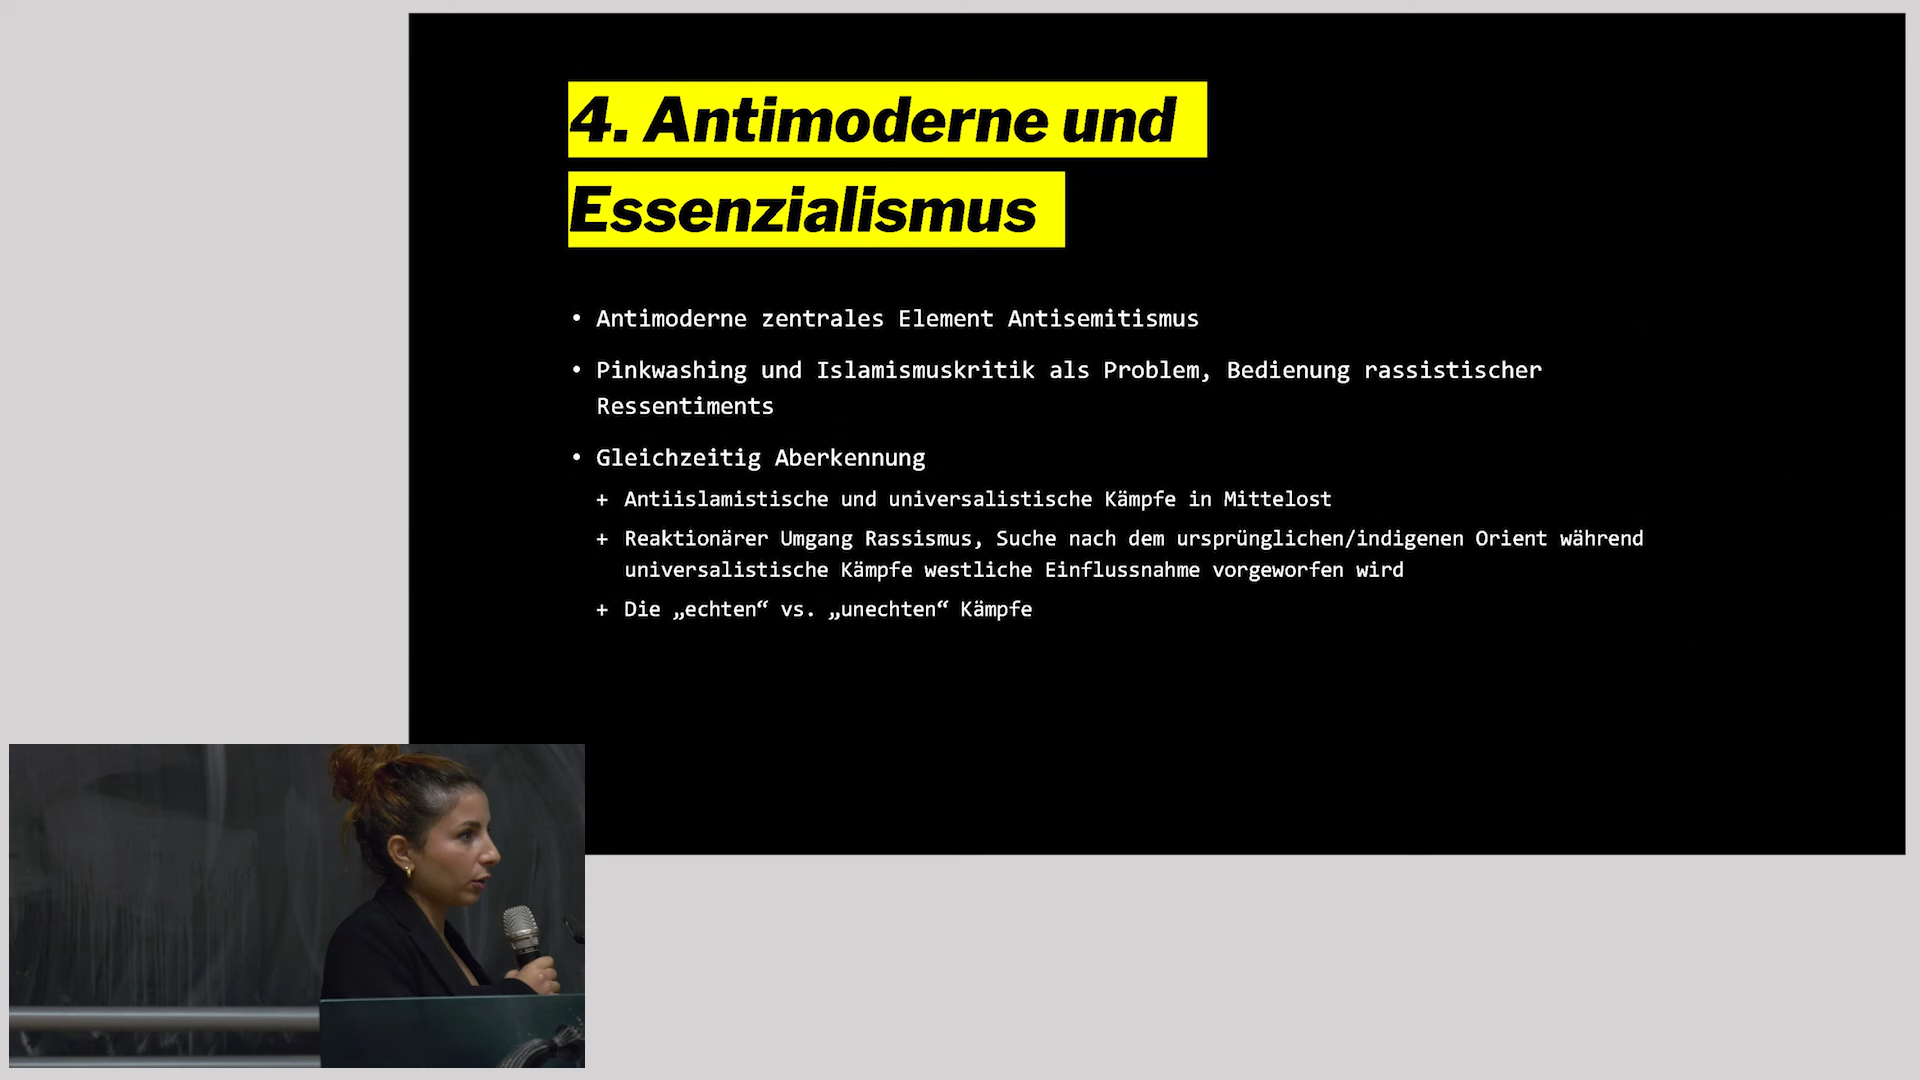 4. Antimoderne und
Essenzialismus
• Antimoderne zentrales Element Antisemitismus
• Pinkwashing und Islamismuskritik als Problem, Bedienung rassistischer
Ressentiments
• Gleichzeitig Aberkennung
+ Antiislamistische und universalistische Kämpfe in Mittelost
+ Reaktionärer Umgang Rassismus, Suche nach dem ursprünglichen/indigenen Orient während
universalistische Kämpfe westliche Einflussnahme vorgeworfen wird
+ Die „echten“ vs. „unechten“ Kämpfe